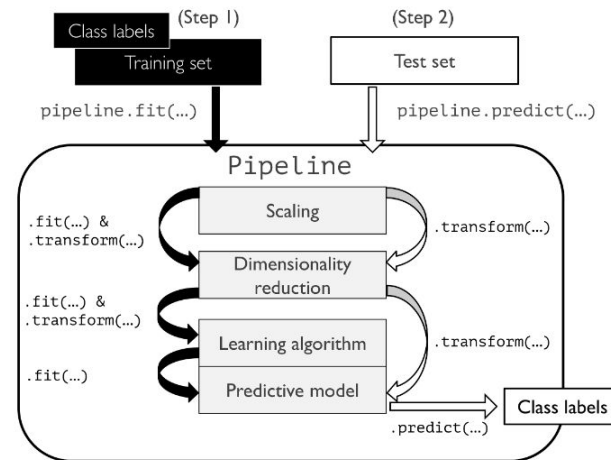 (Step 1)
(Step 2)
Class labels
Training set
Test set
pipeline.fit(...)
pipeline.predict(...)
Pipeline
Scaling
.fit(...) &
.transform(...)
.transform(...)
Dimensionality
reduction
.fit(...) &
.transform(...)
Learning algorithm
.transform(...)
.fit(...)
Predictive model
Class labels
.predict(...)